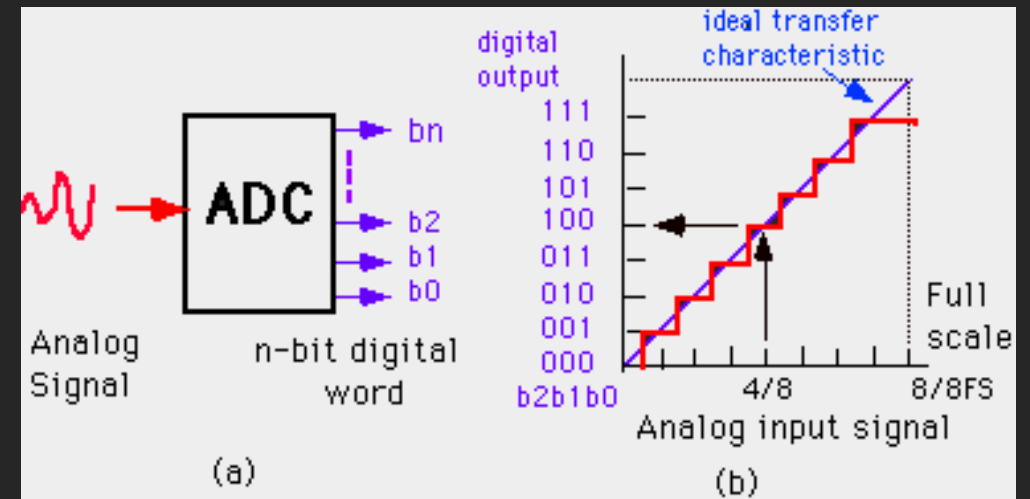 ADC
bn
b2
b1
b0
Analog
Signal
n-bit digital
word
(a)
digital
output
ideal transfer
characteristic
111
110
101
100
011
010
001
000
b2b1b0
4/8
8/8FS
Full
scale
Analog input signal
(b)